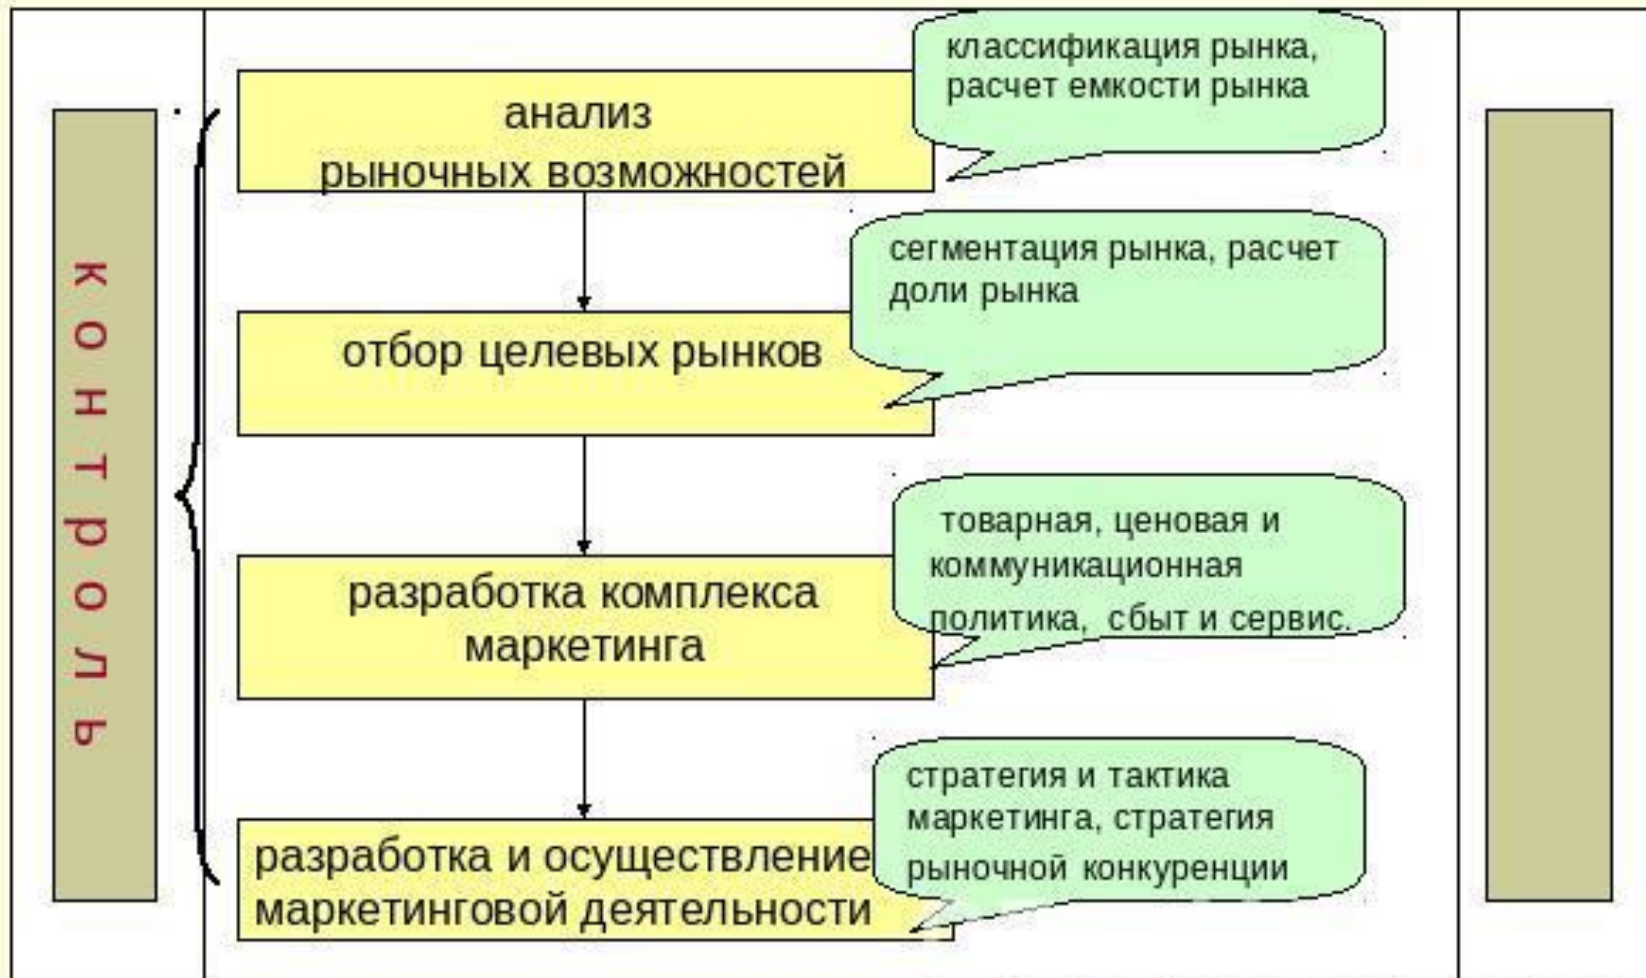 контроль
анализ
рыночных возможностей
классификация рынка,
расчет емкости рынка
отбор целевых рынков
сегментация рынка, расчет
доли рынка
разработка комплекса
маркетинга
товарная, ценовая и
коммуникационная
политика, сбыт и сервис.
разработка и осуществление
маркетинговой деятельности
стратегия и тактика
маркетинга, стратегия
рыночной конкуренции